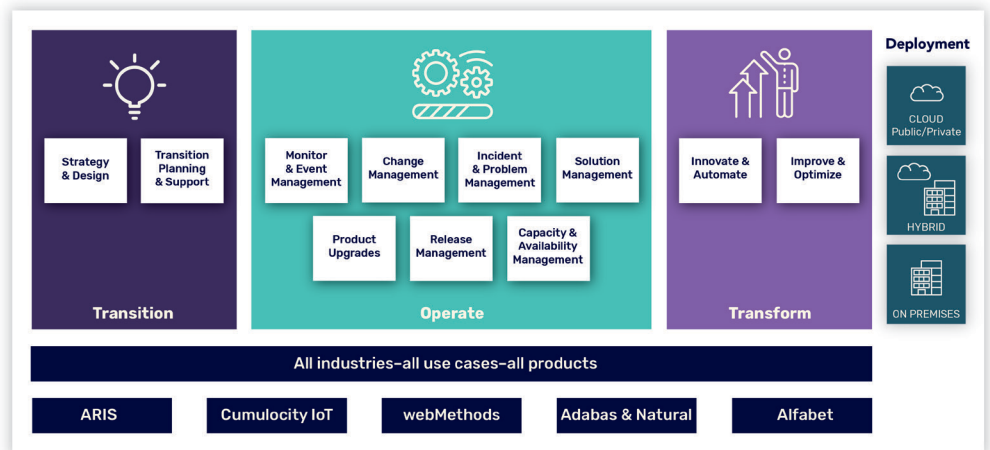 Strategy
& Design
Transition
Planning
& Support
Transition
Monitor
& Event
Management
Change
Management
Incident
& Problem
Management
Solution
Management
Product
Upgrades
Release
Management
Capacity &
Availability
Management
Operate
Innovate &
Automate
Improve &
Optimize
Transform
Deployment
CLOUD
Public/Private
HYBRID
ON PREMISES
All industries–all use cases–all products
ARIS
Cumulocity IoT
webMethods
Adabas & Natural
Alfabet